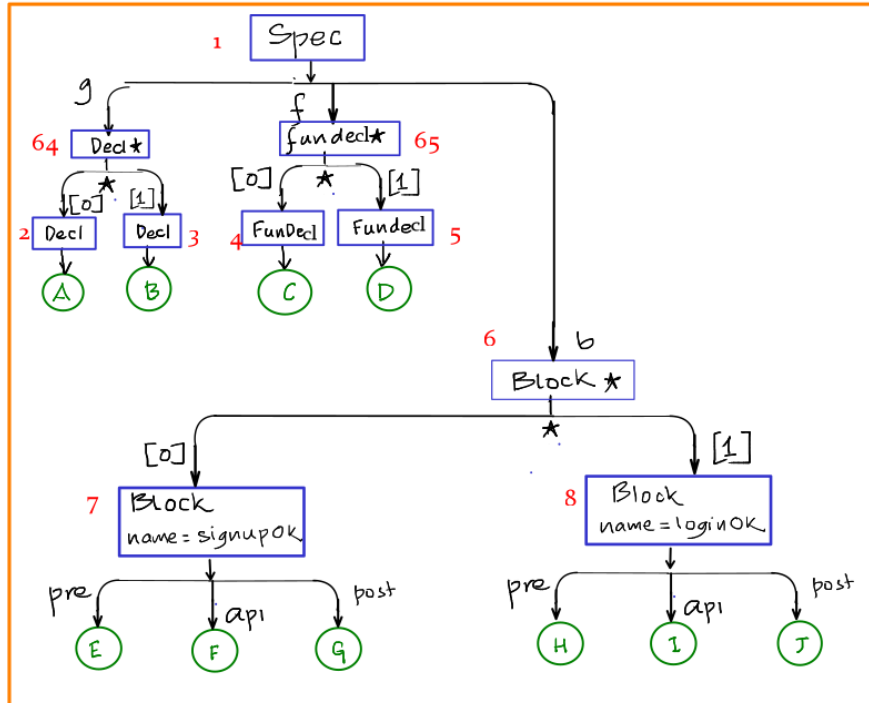 1 Spec
g f
64 Decl* fundecl* 65
* [0] * [1]
[0] [1]
2 Decl Decl 3 4 FunDecl Fundecl 5
A B C D
6 b
Block *
*
[0] [1]
7 Block 8 Block
name = signupOK name = loginOK
pre api post pre api post
E F G H I J